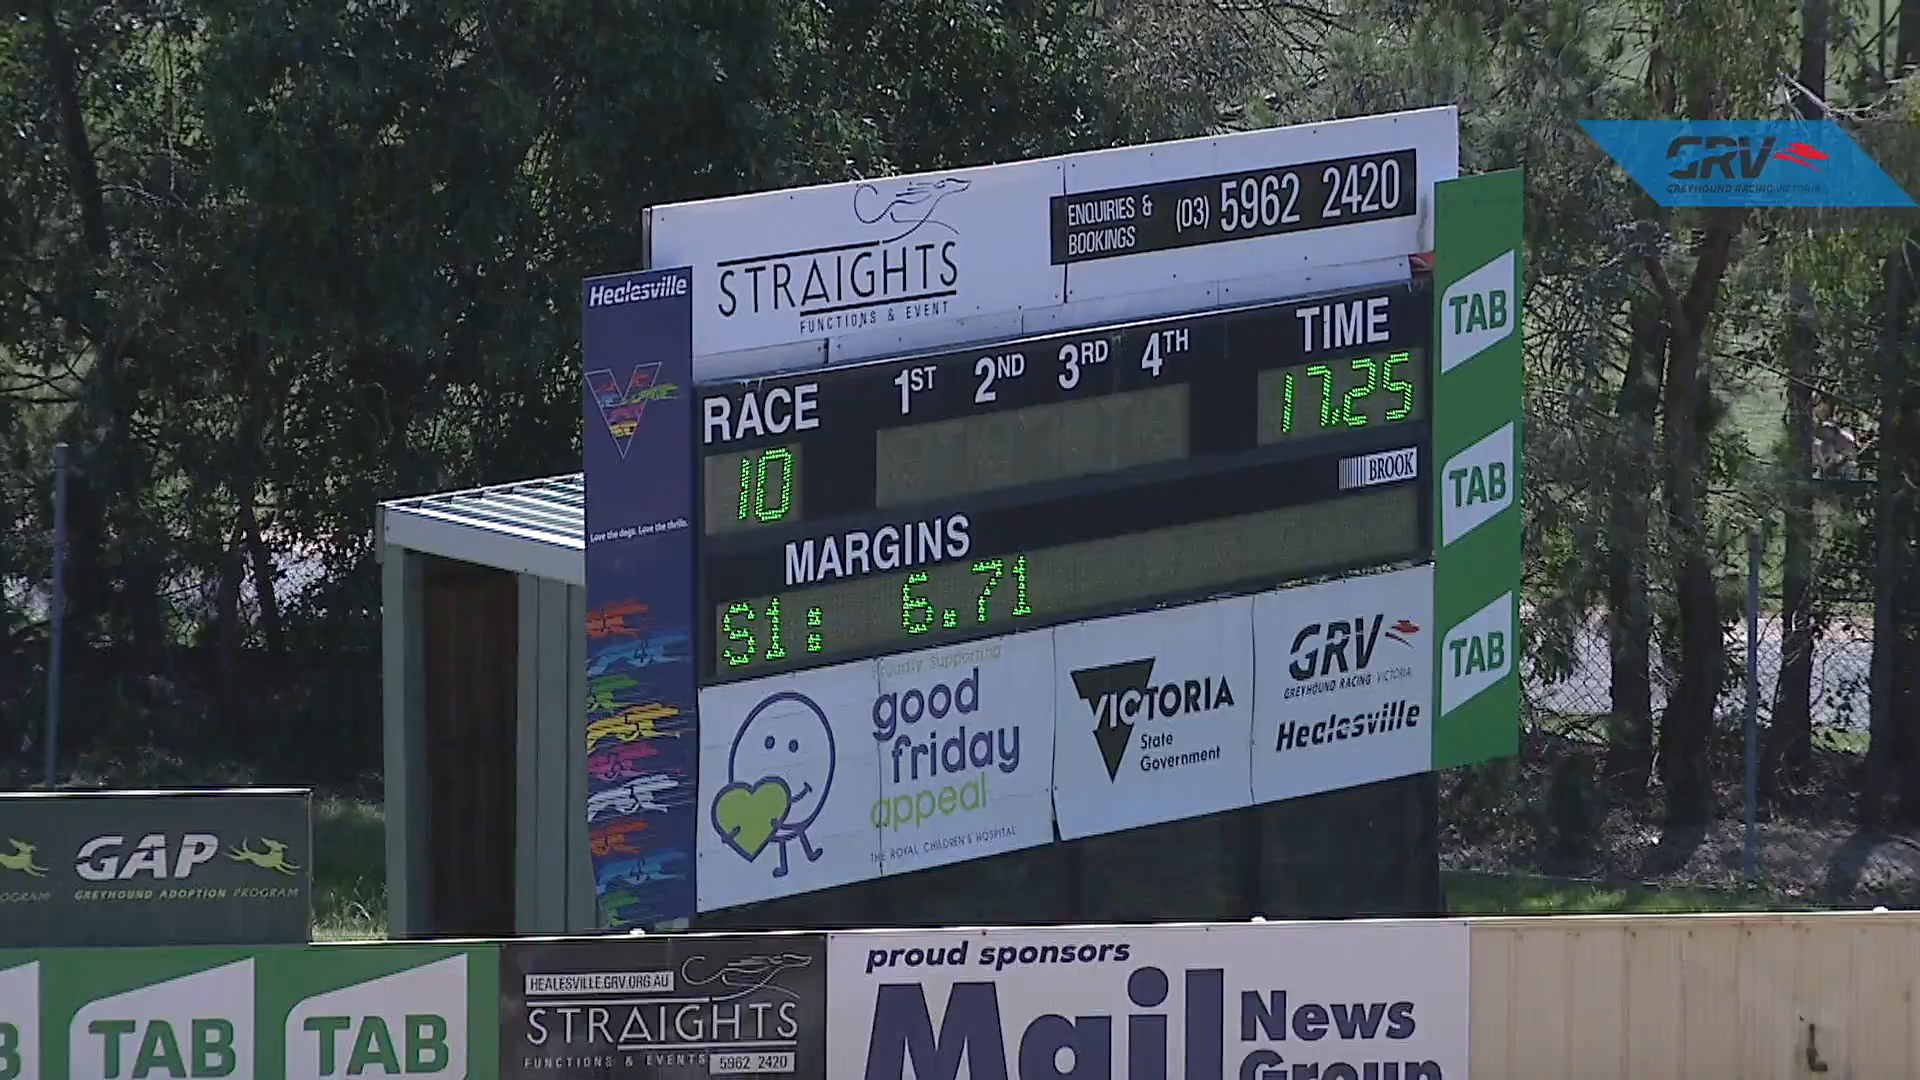 GRV
GREYHOUND RACING VICTORIA
ENQUIRIES &
BOOKINGS
(03) 5962 2420
STRAIGHTS
FUNCTIONS & EVENT
Healesville
Love the dogs. Love the thrills.
RACE
1ST 2ND 3RD 4TH
TIME
10
17.25
BROOK
MARGINS
S1: 6.71
TAB
TAB
TAB
Proudly Supporting
good
friday
appeal
THE ROYAL CHILDREN'S HOSPITAL
VICTORIA
State
Government
GRV
GREYHOUND RACING VICTORIA
Healesville
OGRAM
GAP
GREYHOUND ADOPTION PROGRAM
B
TAB
TAB
HEALESVILLE.GRV.ORG.AU
STRAIGHTS
FUNCTIONS & EVENTS
5962 2420
proud sponsors
Mail
News
Group